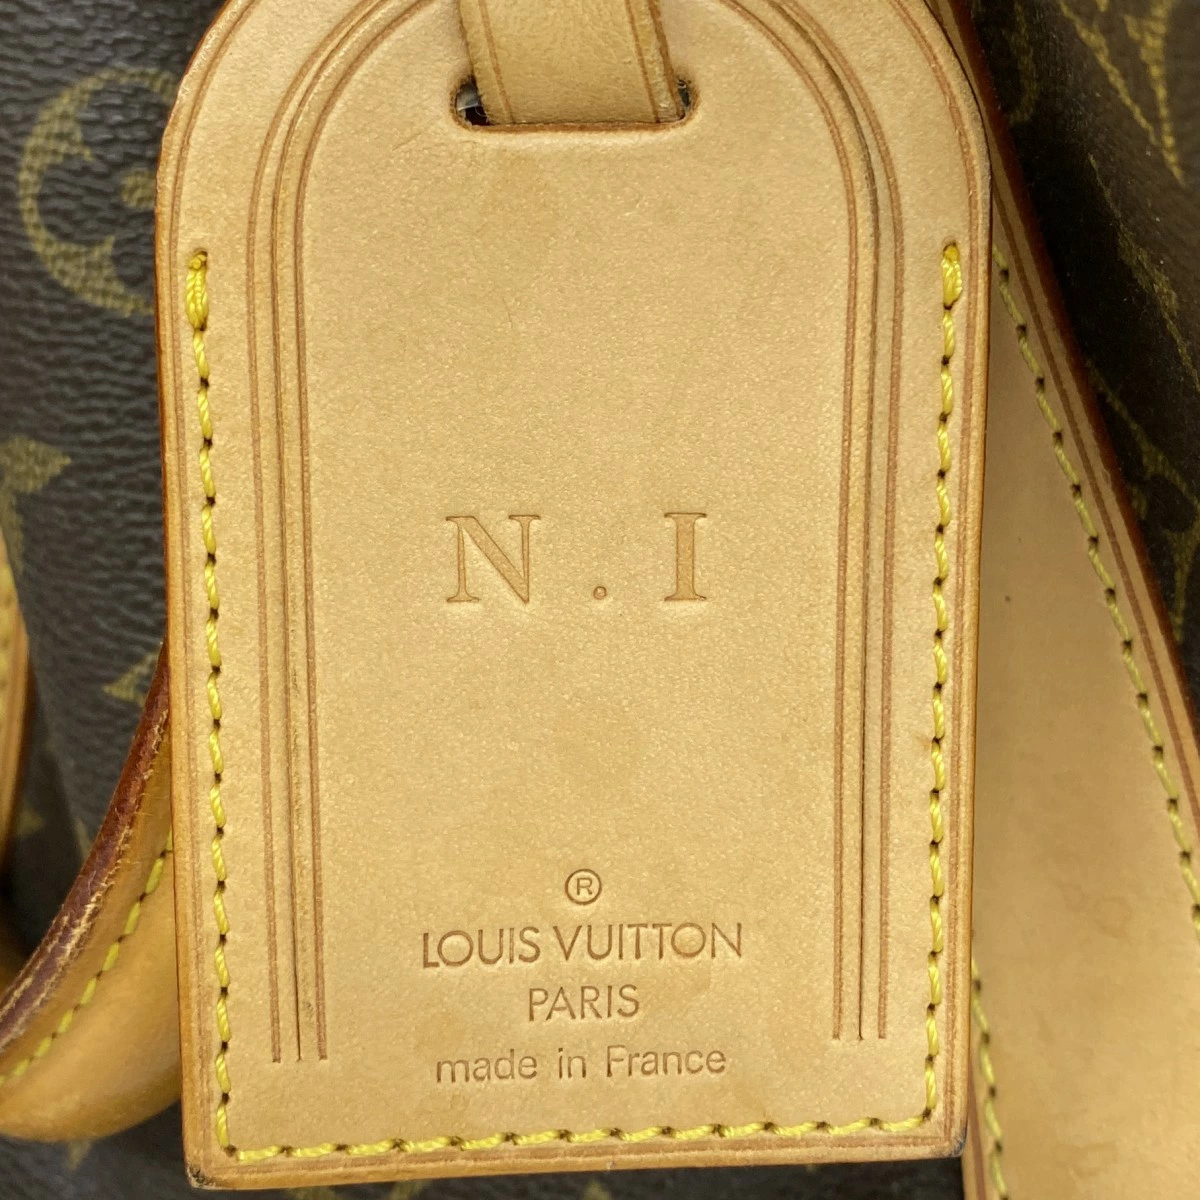 N . I
®
LOUIS VUITTON
PARIS
made in France